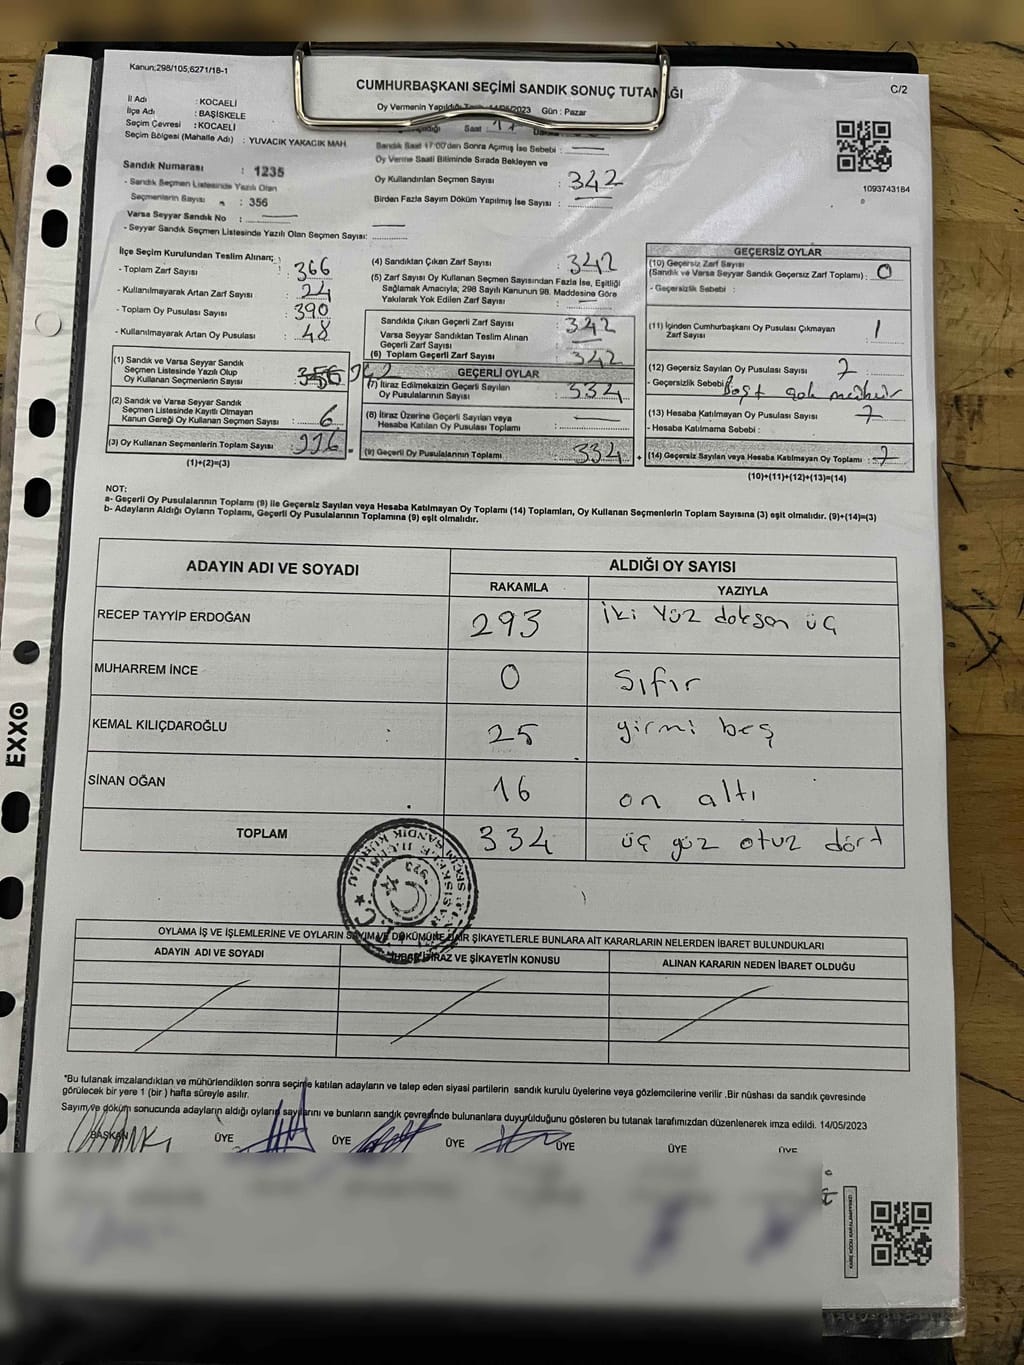 Kanun;298/105,6271/18-1
CUMHURBAŞKANI SEÇİMİ SANDIK SONUÇ TUTANAĞI
C/2
İl Adı : KOCAELİ
İlçe Adı : BAŞİSKELE
Seçim Çevresi : KOCAELİ
Seçim Bölgesi (Mahalle Adı) : YUVACIK YAKACIK MAH.
Oy Vermenin Yapıldığı 14/05/2023 Gün : Pazar
Saat
Sandık Saat 17:00'den Sonra Açımış İse Sebebi :
Oy Verme Saati Bitiminde Sırada Bekleyen ve
Oy Kullandırılan Seçmen Sayısı : 342
Birden Fazla Sayım Döküm Yapılmış İse Sayısı :
1093743184
0
Sandık Numarası : 1235
- Sandık Seçmen Listesinde Yazılı Olan
Seçmenlerin Sayısı : 356
Varsa Seyyar Sandık No :
- Seyyar Sandık Seçmen Listesinde Yazılı Olan Seçmen Sayısı:
İlçe Seçim Kurulundan Teslim Alınan;
- Toplam Zarf Sayısı : 366
- Kullanılmayarak Artan Zarf Sayısı : 24
- Toplam Oy Pusulası Sayısı : 390
- Kullanılmayarak Artan Oy Pusulası : 48
(1) Sandık ve Varsa Seyyar Sandık
Seçmen Listesinde Yazılı Olup
Oy Kullanan Seçmenlerin Sayısı :
(2) Sandık ve Varsa Seyyar Sandık
Seçmen Listesinde Kayıtlı Olmayan
Kanun Gereği Oy Kullanan Seçmen Sayısı : 6
(3) Oy Kullanan Seçmenlerin Toplam Sayısı
(1)+(2)=(3)
(4) Sandıktan Çıkan Zarf Sayısı : 342
(5) Zarf Sayısı Oy Kullanan Seçmen Sayısından Fazla İse, Eşitliği
Sağlamak Amacıyla; 298 Sayılı Kanunun 98. Maddesine Göre
Yakılarak Yok Edilen Zarf Sayısı :
Sandıkta Çıkan Geçerli Zarf Sayısı : 342
Varsa Seyyar Sandıktan Teslim Alınan
Geçerli Zarf Sayısı :
(6) Toplam Geçerli Zarf Sayısı 342
GEÇERLİ OYLAR
(7) İtiraz Edilmeksizin Geçerli Sayılan
Oy Pusulalarının Sayısı : 334
(8) İtiraz Üzerine Geçerli Sayılan veya
Hesaba Katılan Oy Pusulası Toplamı :
(9) Geçerli Oy Pusulalarının Toplamı : 334
GEÇERSİZ OYLAR
(10) Geçersiz Zarf Sayısı
(Sandık ve Varsa Seyyar Sandık Geçersiz Zarf Toplamı) : 0
- Geçersizlik Sebebi :
(11) İçinden Cumhurbaşkanı Oy Pusulası Çıkmayan
Zarf Sayısı : 1
(12) Geçersiz Sayılan Oy Pusulası Sayısı : 7
- Geçersizlik Sebebi
(13) Hesaba Katılmayan Oy Pusulası Sayısı : 7
- Hesaba Katılmama Sebebi :
(14) Geçersiz Sayılan veya Hesaba Katılmayan Oy Toplamı : 7
(10)+(11)+(12)+(13)=(14)
NOT:
a- Geçerli Oy Pusulalarının Toplamı (9) ile Geçersiz Sayılan veya Hesaba Katılmayan Oy Toplamı (14) Toplamları, Oy Kullanan Seçmenlerin Toplam Sayısına (3) eşit olmalıdır. (9)+(14)=(3)
b- Adayların Aldığı Oyların Toplamı, Geçerli Oy Pusulalarının Toplamına (9) eşit olmalıdır.
ADAYIN ADI VE SOYADI
ALDIĞI OY SAYISI
RAKAMLA
YAZIYLA
RECEP TAYYİP ERDOĞAN 293 iki Yüz doksan üç
MUHARREM İNCE 0 Sıfır
KEMAL KILIÇDAROĞLU 25 yirmi beş
SİNAN OĞAN 16 on altı
TOPLAM 334 üç yüz otuz dört
OYLAMA İŞ VE İŞLEMLERİNE VE OYLARIN SAYIM VE DÖKÜMÜNE DAİR ŞİKAYETLERLE BUNLARA AİT KARARLARIN NELERDEN İBARET BULUNDUKLARI
ADAYIN ADI VE SOYADI
İTİRAZ VE ŞİKAYETİN KONUSU
ALINAN KARARIN NEDEN İBARET OLDUĞU
*Bu tutanak imzalandıktan ve mühürlendikten sonra seçime katılan adayların ve talep eden siyasi partilerin sandık kurulu üyelerine veya gözlemcilerine verilir .Bir nüshası da sandık çevresinde
görülecek bir yere 1 (bir ) hafta süreyle asılır.
Sayım ve döküm sonucunda adayların aldığı oyların sayılarını ve bunların sandık çevresinde bulunanlara duyurulduğunu gösteren bu tutanak tarafımızdan düzenlenerek imza edildi. 14/05/2023
BAŞKAN ÜYE ÜYE ÜYE ÜYE ÜYE ÜYE
EXXO